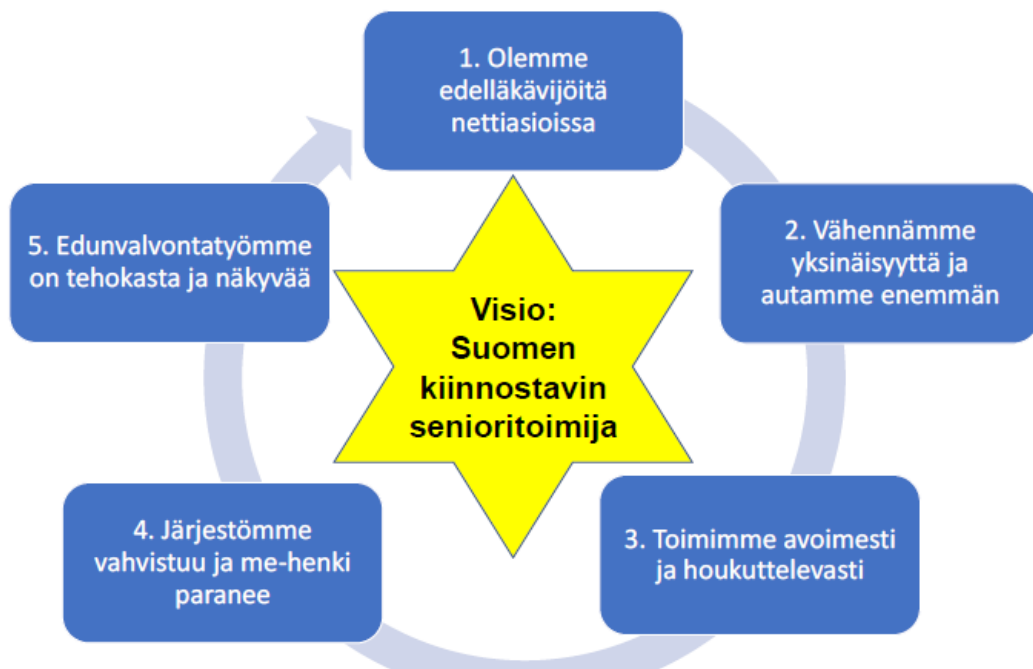 1. Olemme
edelläkävijöitä
nettiasioissa
2. Vähennämme
yksinäisyyttä ja
autamme enemmän
3. Toimimme avoimesti
ja houkuttelevasti
4. Järjestömme
vahvistuu ja me-henki
paranee
5. Edunvalvontatyömme
on tehokasta ja näkyvää
Visio:
Suomen
kiinnostavin
senioritoimija